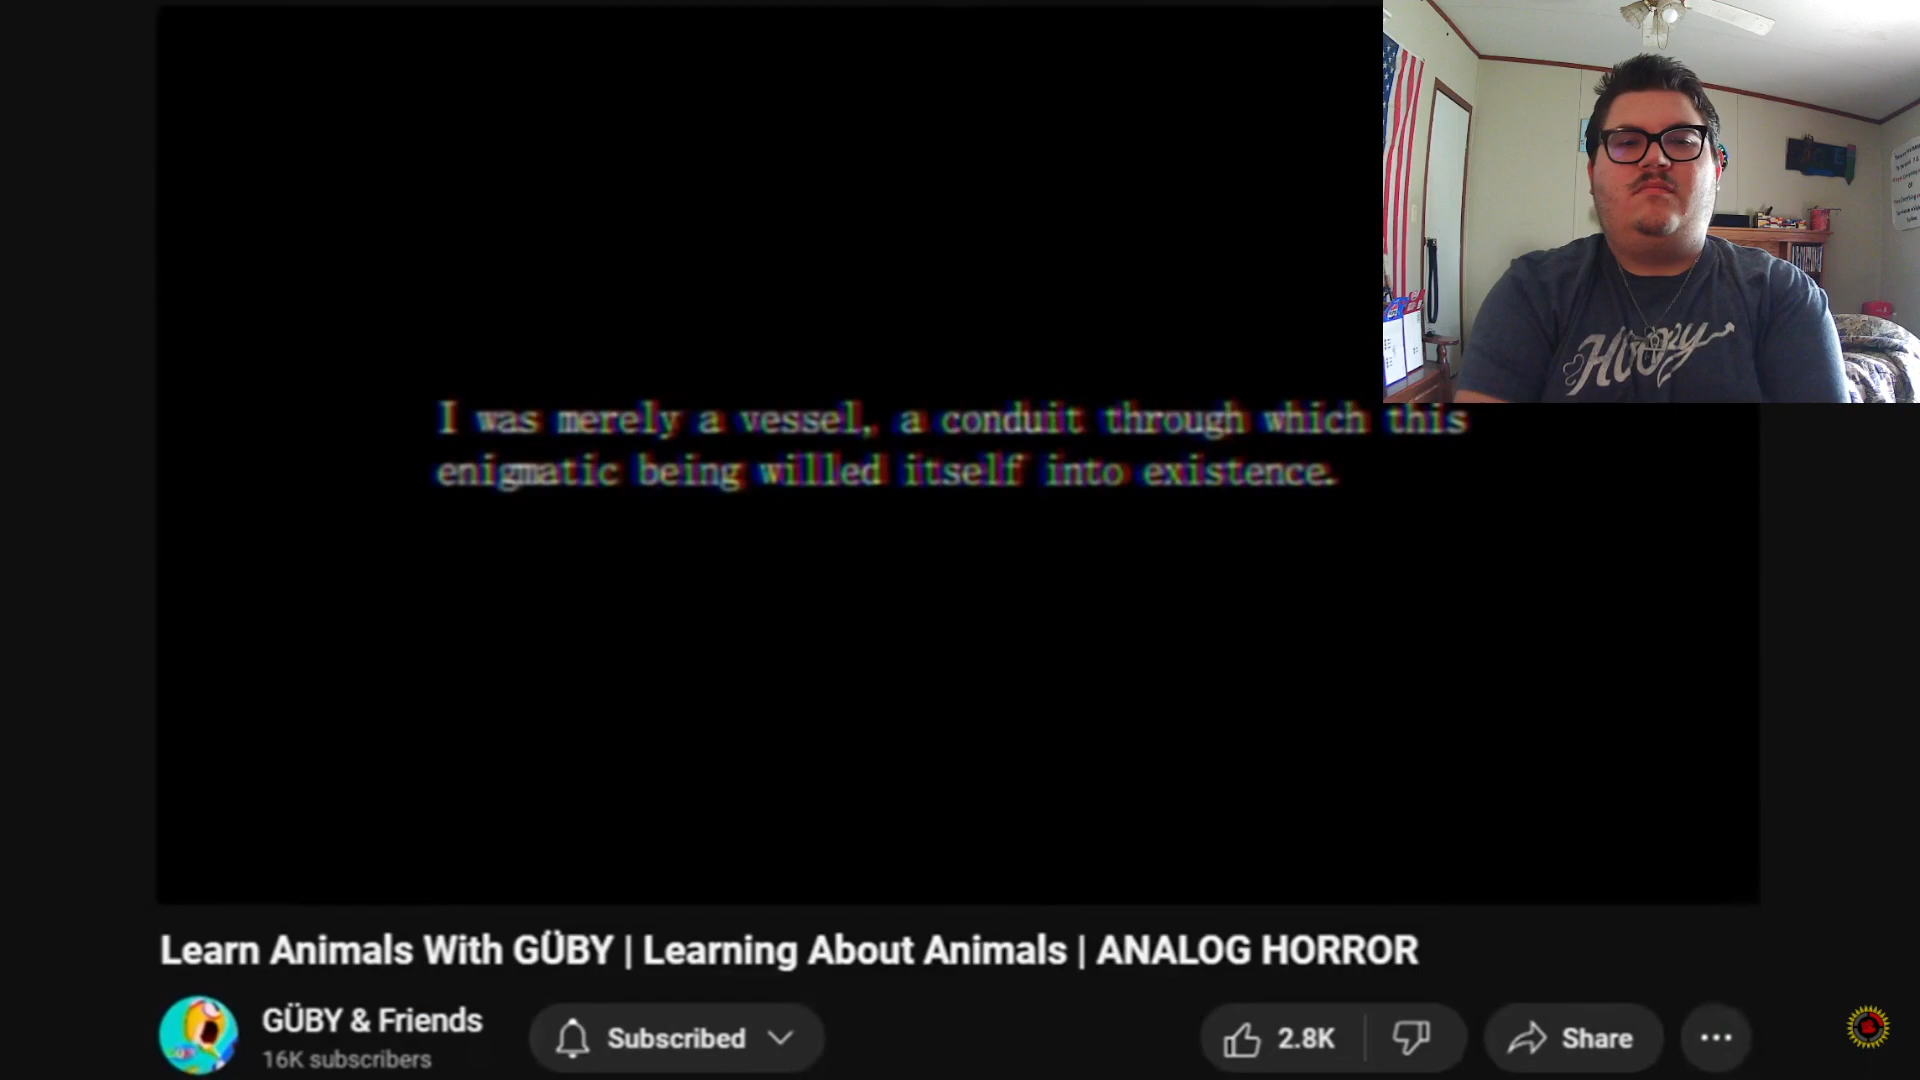 I was merely a vessel, a conduit through which this
enigmatic being willed itself into existence.
Learn Animals With GÜBY | Learning About Animals | ANALOG HORROR
GÜBY & Friends
16K subscribers
Subscribed
2.8K
Share